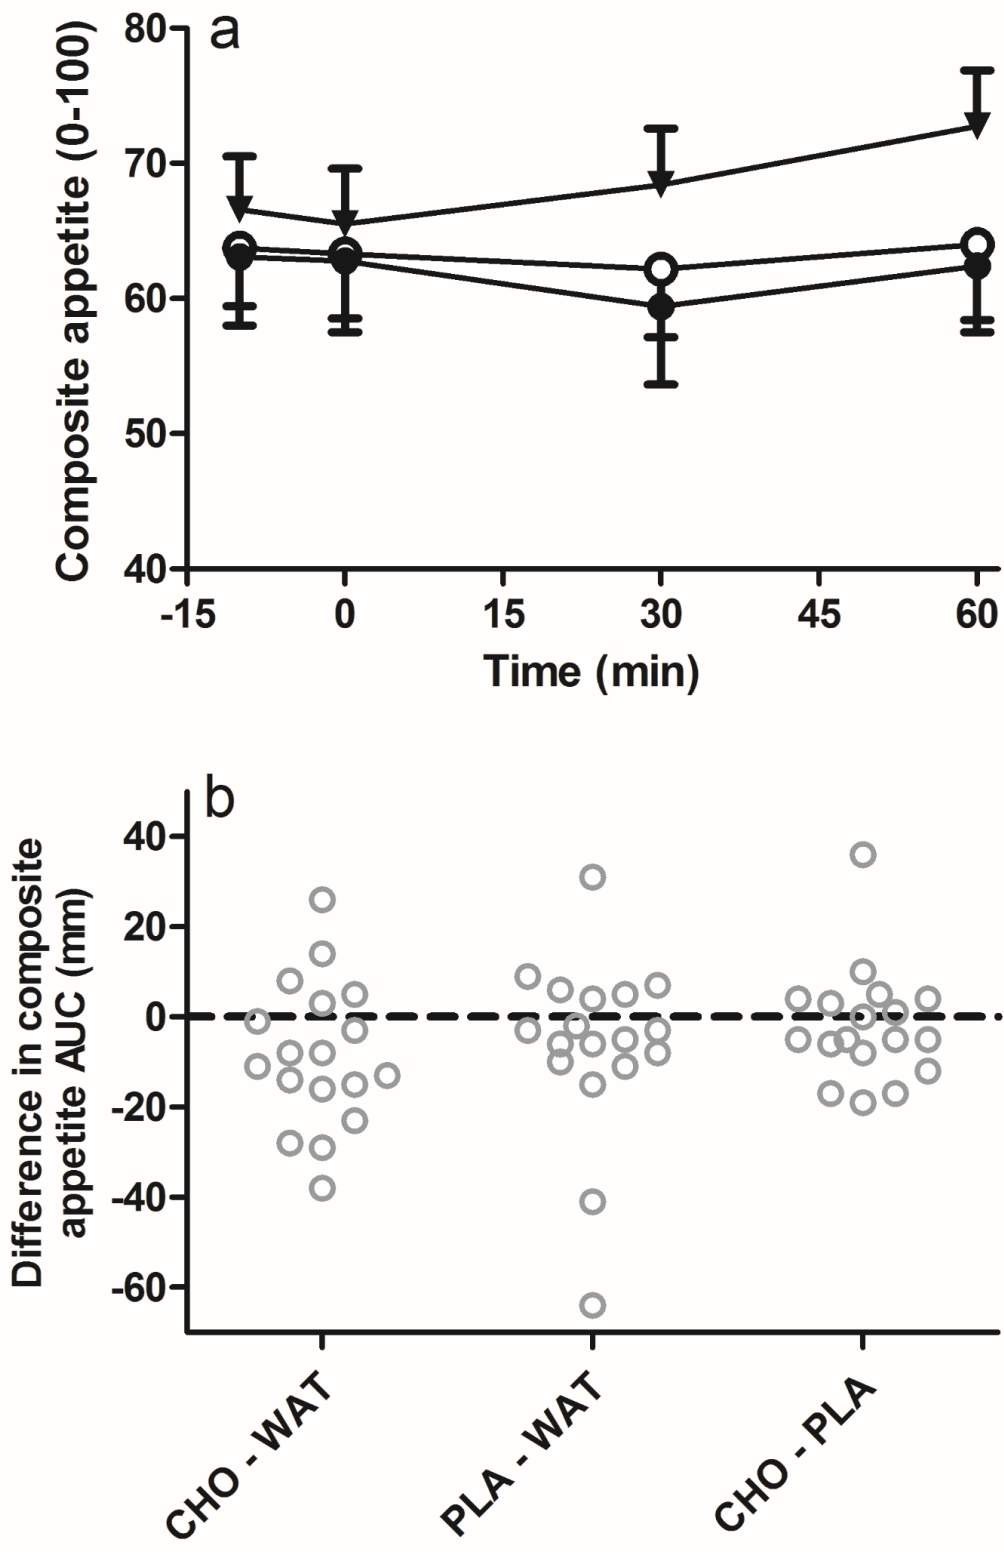 a
Composite appetite (0-100)
80
70
60
50
40
-15 0 15 30 45 60
Time (min)
b
Difference in composite
appetite AUC (mm)
40
20
0
-20
-40
-60
CHO - WAT
PLA - WAT
CHO - PLA